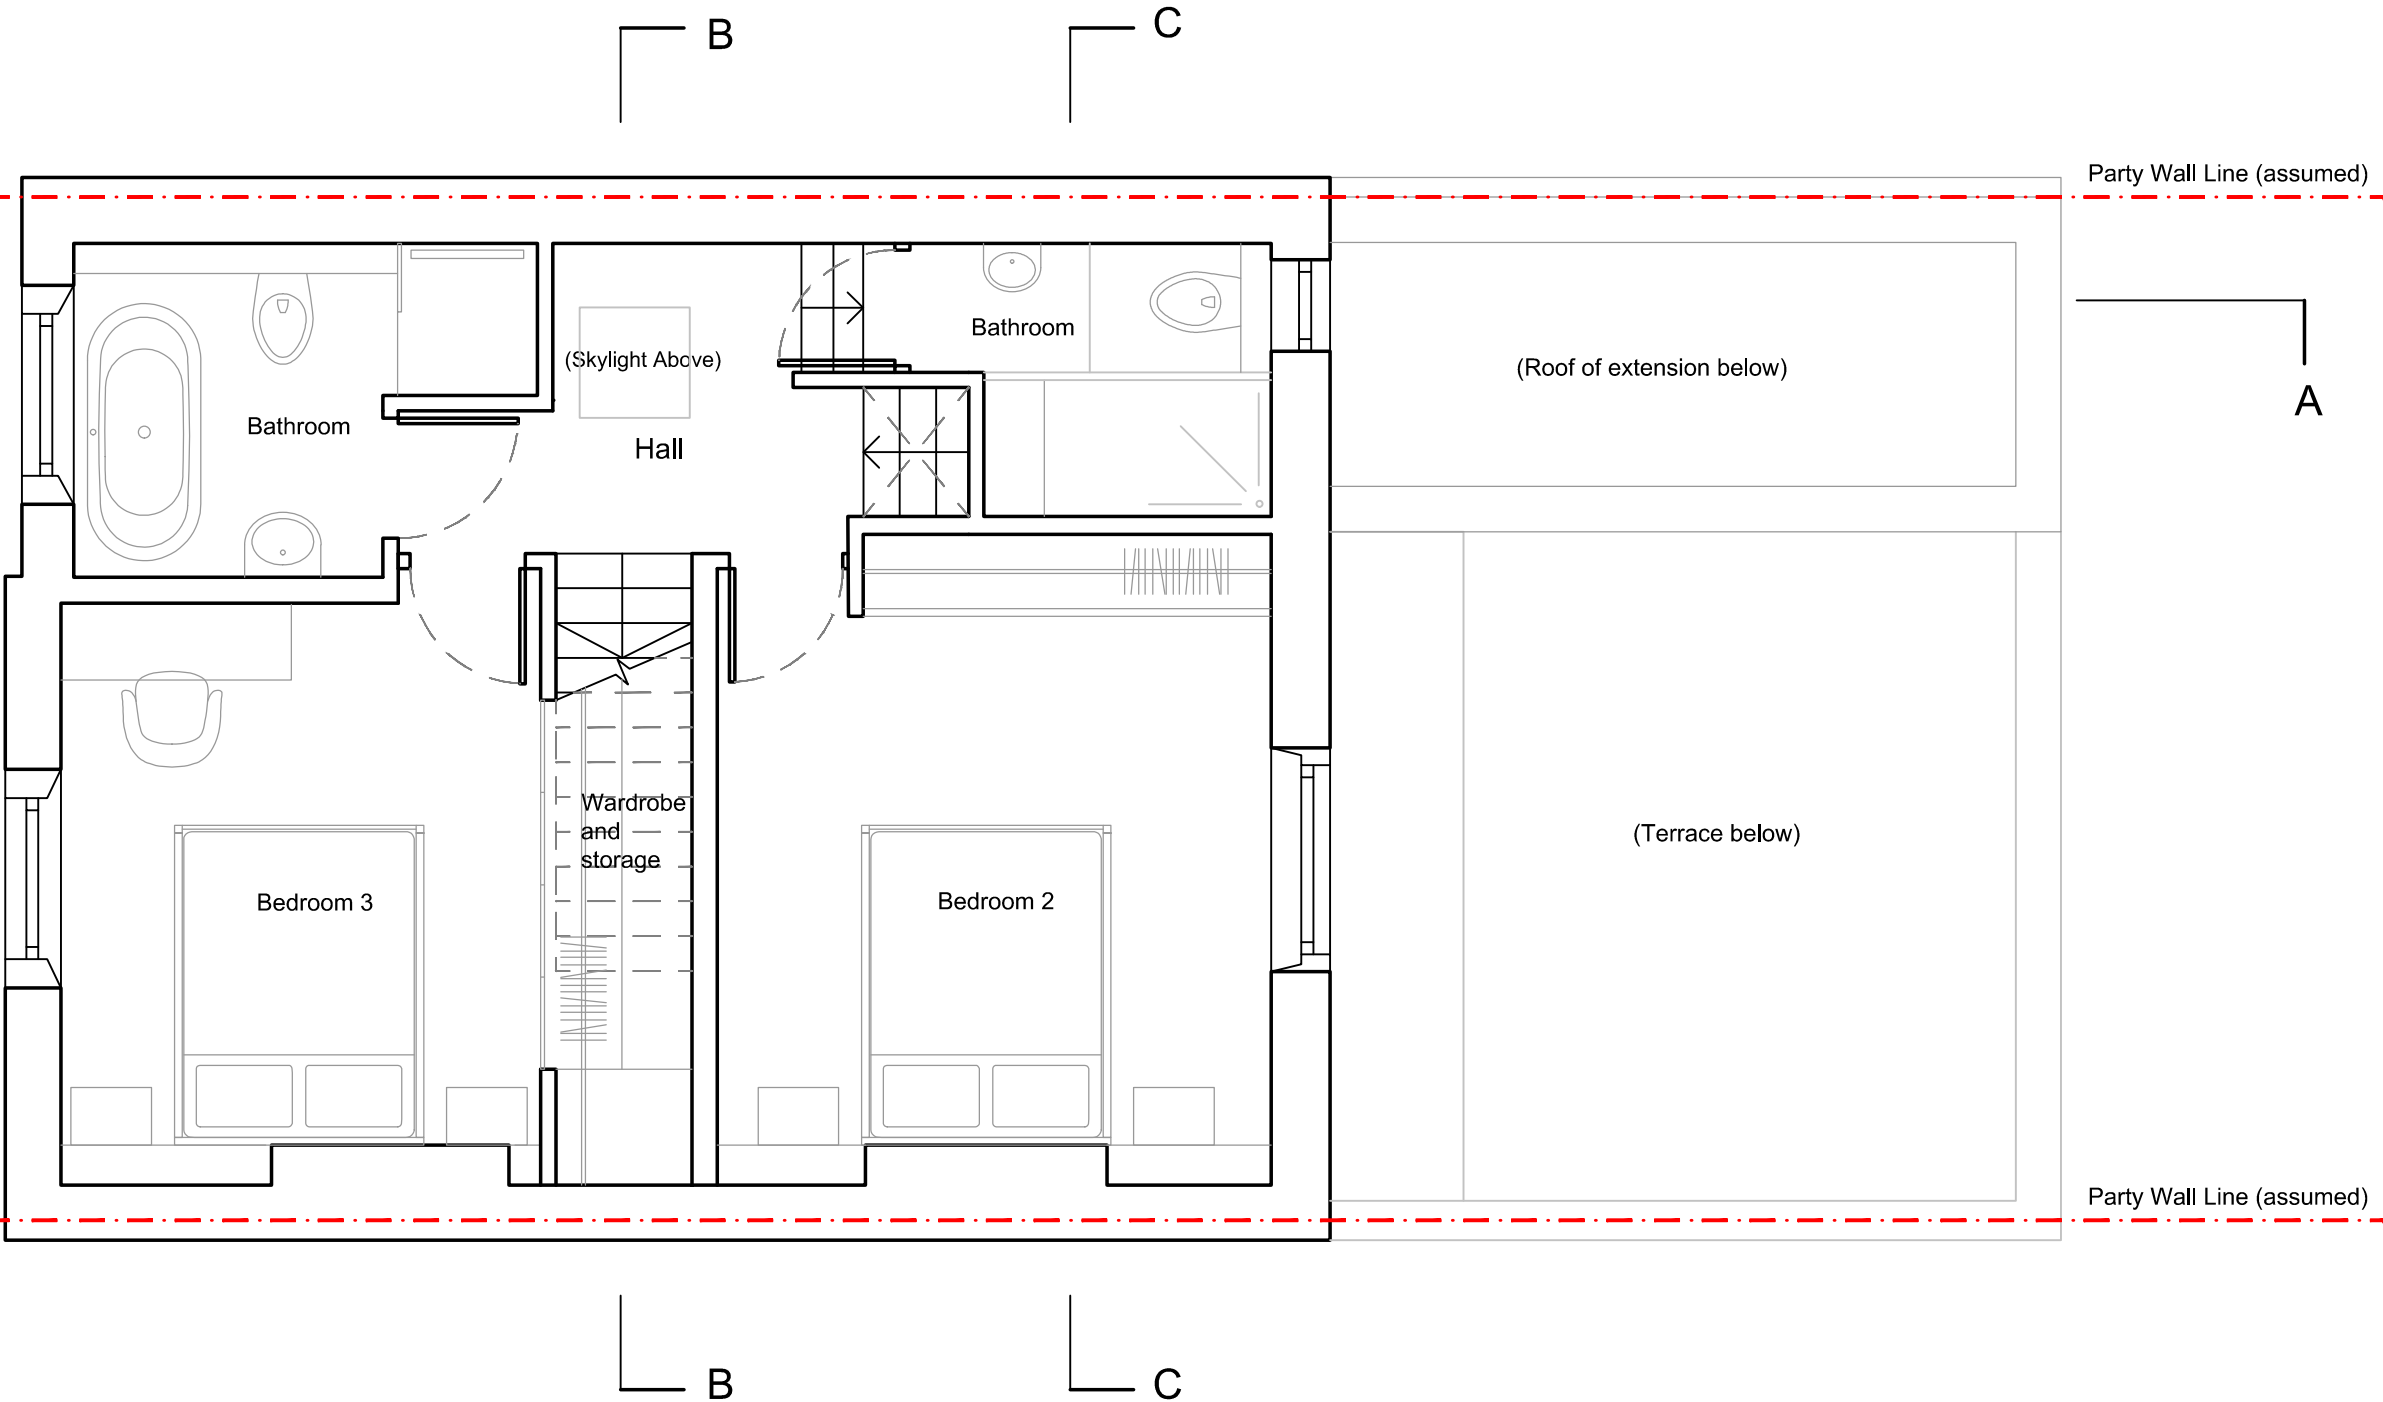 B
C
Party Wall Line (assumed)
Bathroom
(Skylight Above)
(Roof of extension below)
A
Bathroom
Hall
Wardrobe
and
storage
(Terrace below)
Bedroom 3
Bedroom 2
Party Wall Line (assumed)
B
C